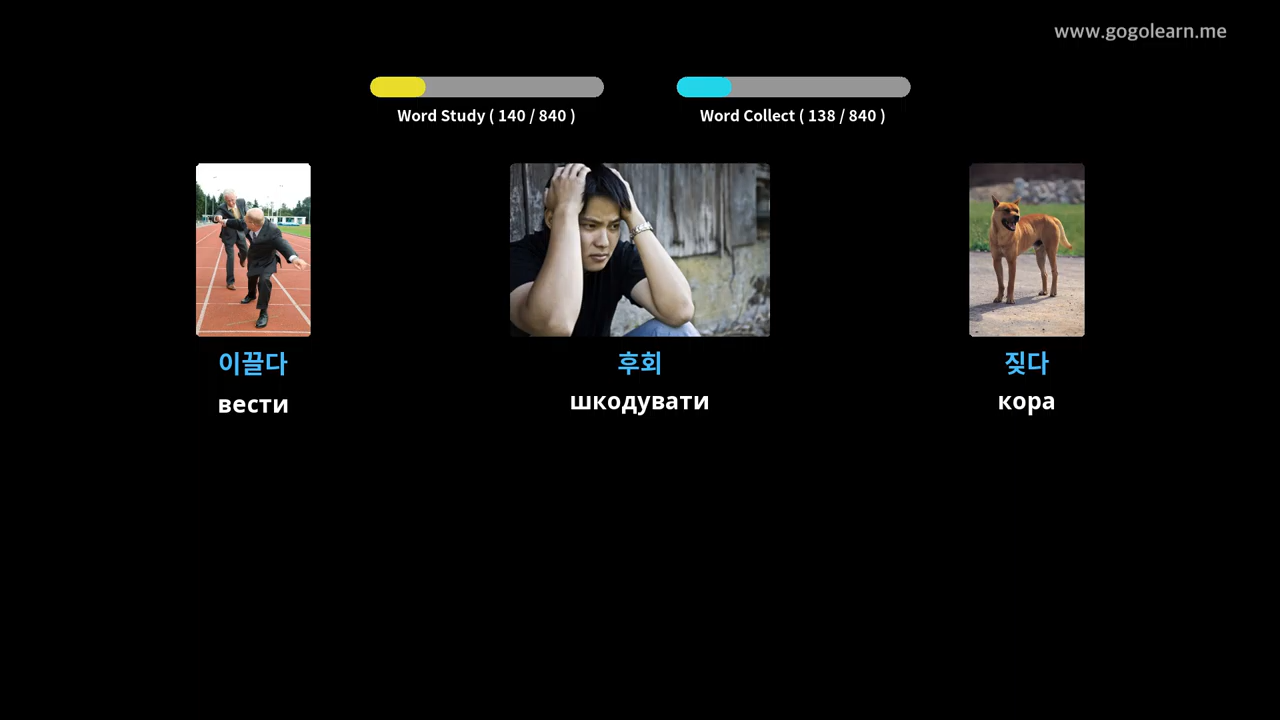 www.gogolearn.me
Word Study ( 140 / 840 )
Word Collect ( 138 / 840 )
이끌다
후회
짖다
вести
шкодувати
кора